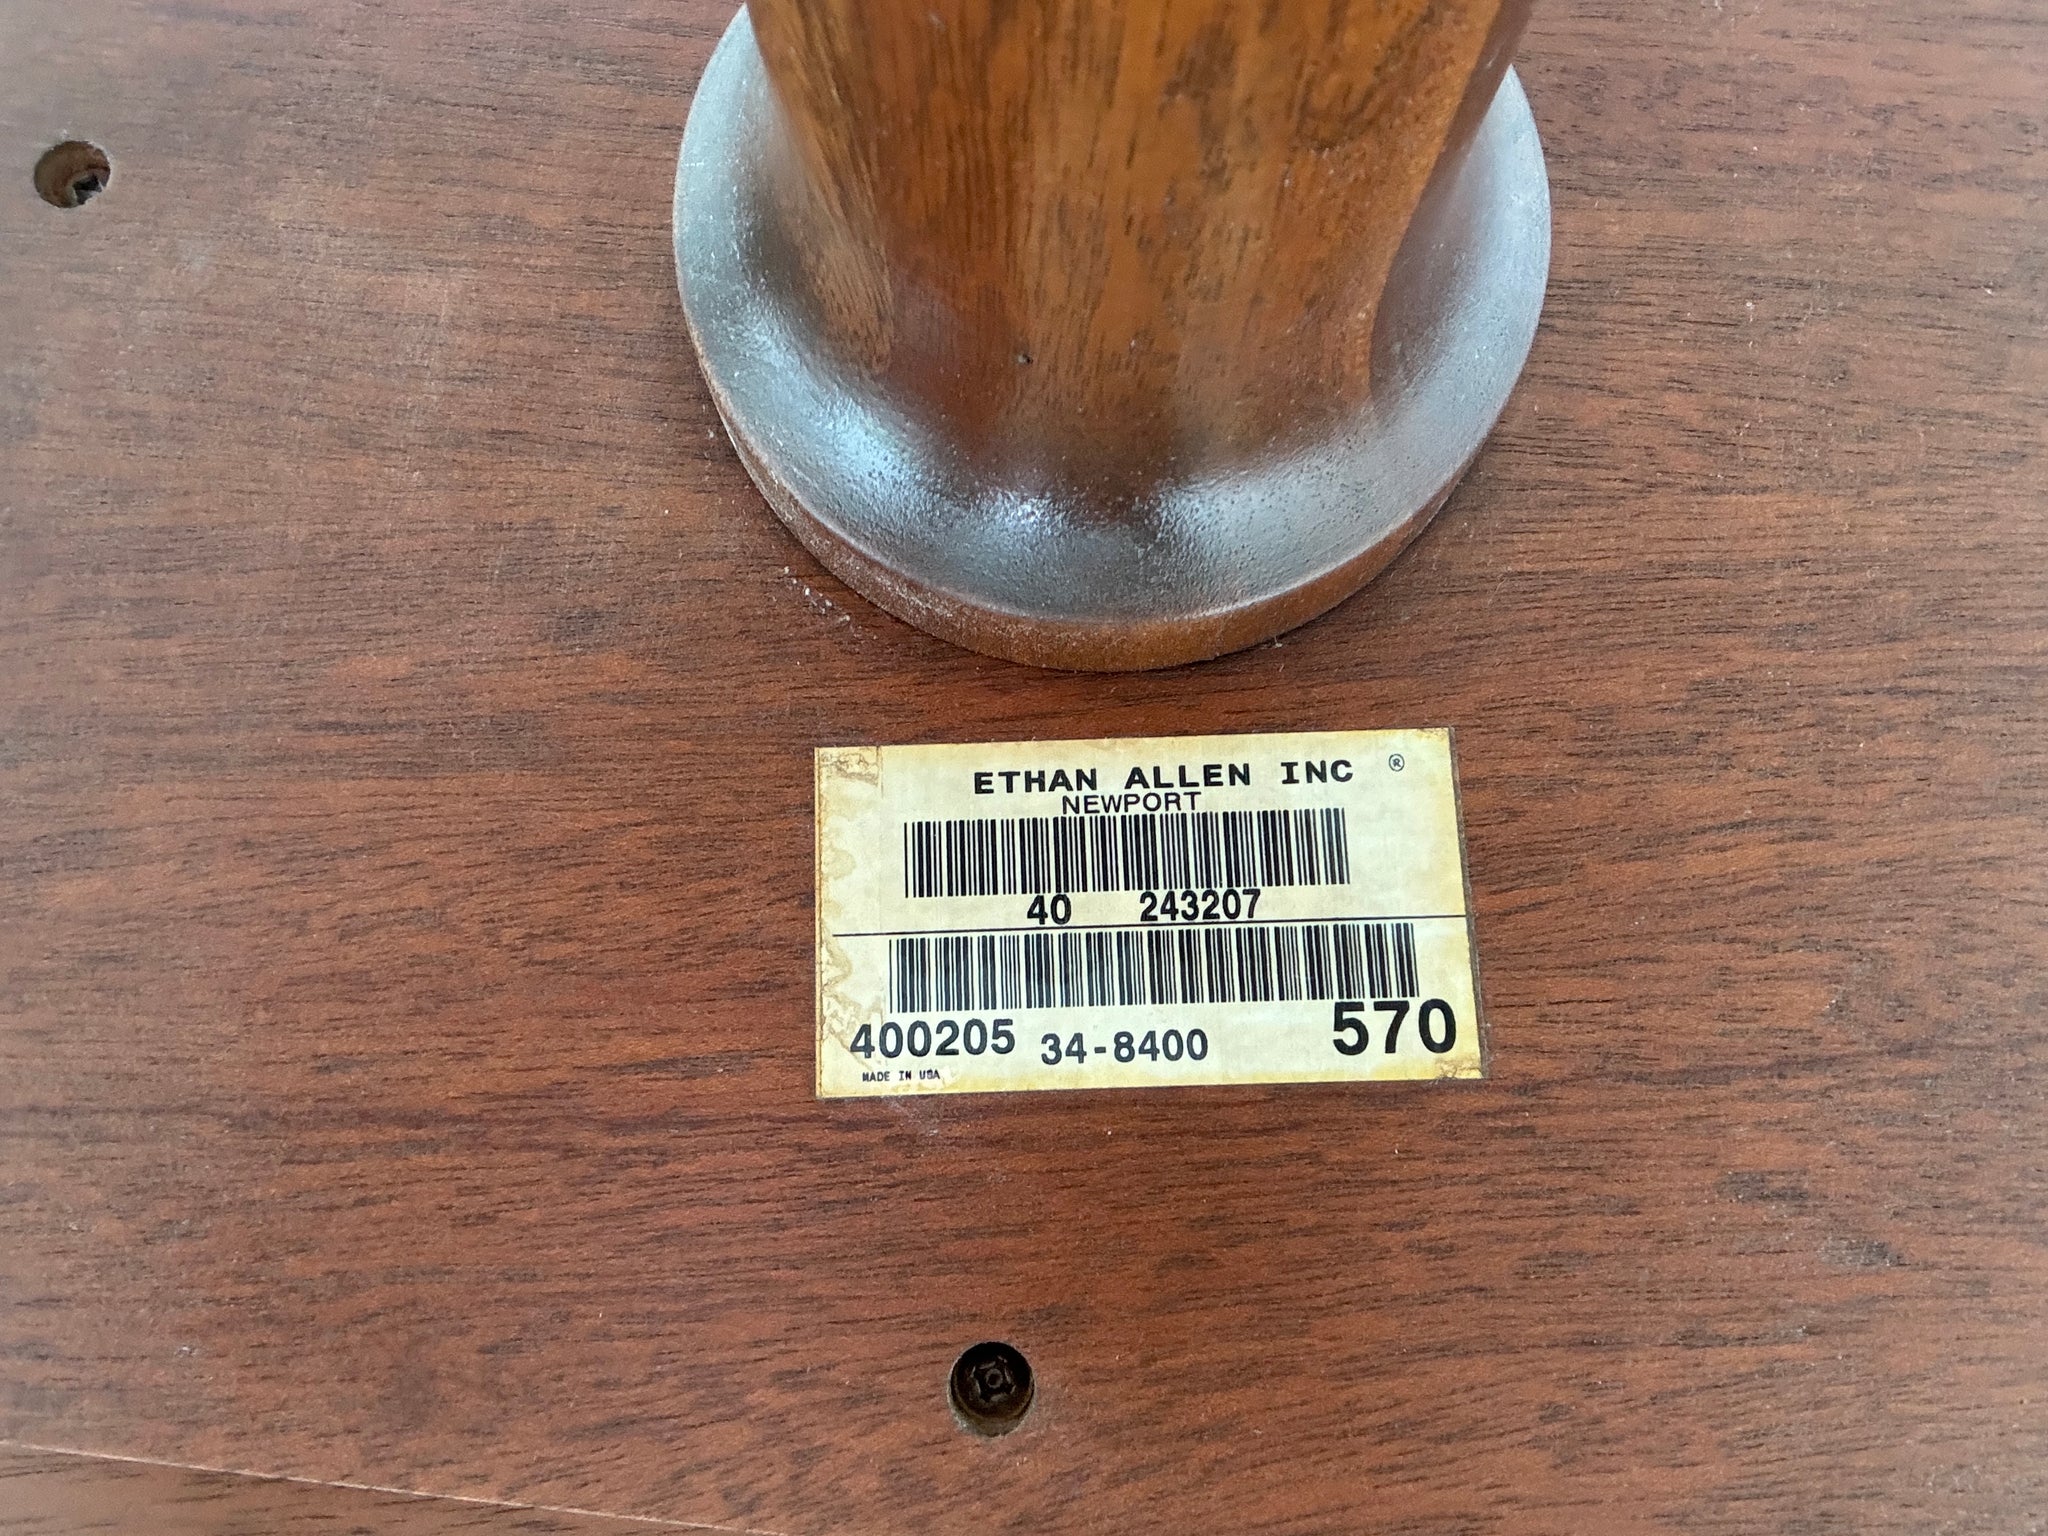 ETHAN ALLEN INC ®
NEWPORT
40 243207
400205 34-8400 570
MADE IN USA